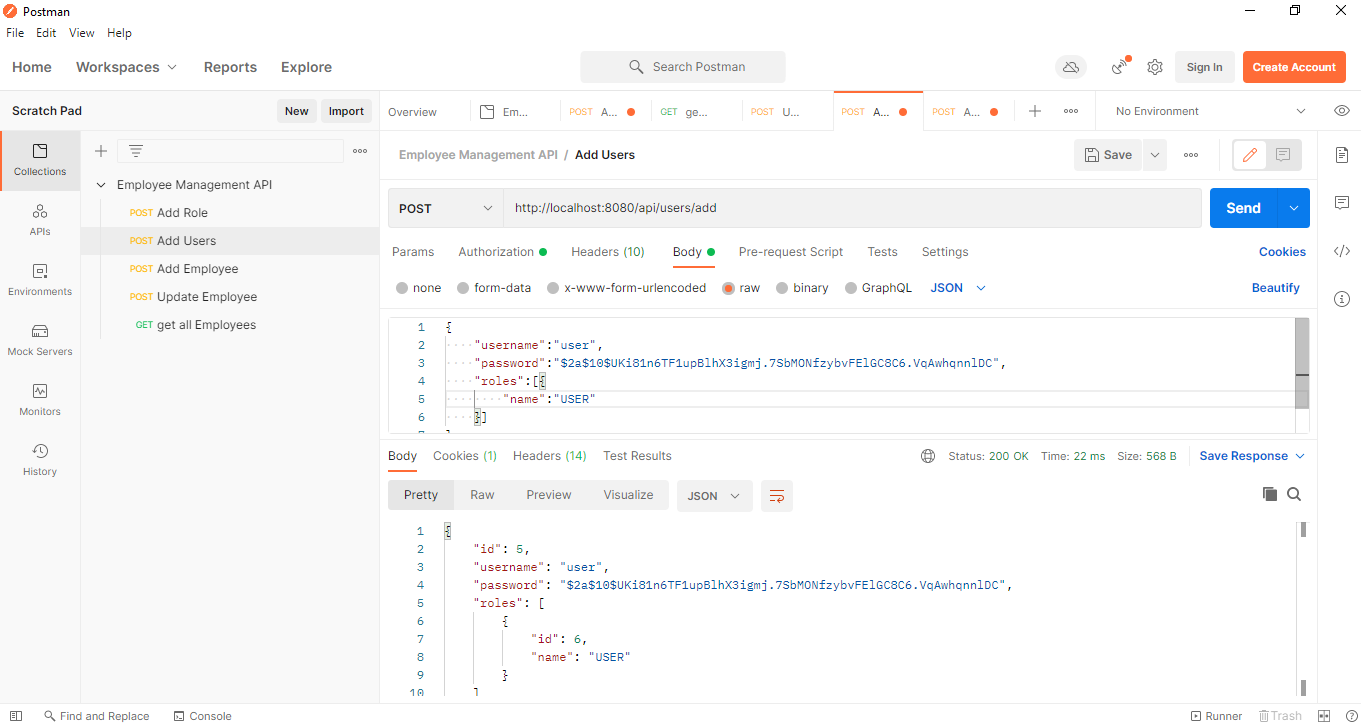 Postman
File Edit View Help
Home Workspaces Reports Explore Search Postman Sign In Create Account
Scratch Pad New Import
Overview Em... POST A... GET ge... POST U... POST A... POST A... No Environment
Collections
APIs
Environments
Mock Servers
Monitors
History
Employee Management API
POST Add Role
POST Add Users
POST Add Employee
POST Update Employee
GET get all Employees
Employee Management API / Add Users Save
POST http://localhost:8080/api/users/add Send
Params Authorization Headers (10) Body Pre-request Script Tests Settings Cookies
none form-data x-www-form-urlencoded raw binary GraphQL JSON Beautify
1 {
2 "username":"user",
3 "password":"$2a$10$UKi81n6TF1upBlhX3igmj.7SbMONfzybvFElGC8C6.VqAwhqnnlDC",
4 "roles":[{
5 "name":"USER"
6 }]
Body Cookies (1) Headers (14) Test Results Status: 200 OK Time: 22 ms Size: 568 B Save Response
Pretty Raw Preview Visualize JSON
1 {
2 "id": 5,
3 "username": "user",
4 "password": "$2a$10$UKi81n6TF1upBlhX3igmj.7SbMONfzybvFElGC8C6.VqAwhqnnlDC",
5 "roles": [
6 {
7 "id": 6,
8 "name": "USER"
9 }
10 ]
Find and Replace Console Runner Trash